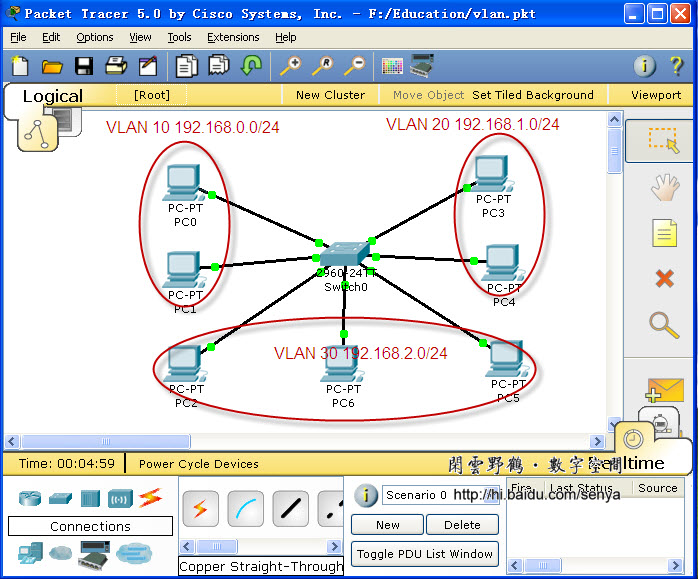 Packet Tracer 5.0 by Cisco Systems, Inc. - F:/Education/vlan.pkt
File Edit Options View Tools Extensions Help
Logical [Root] New Cluster Move Object Set Tiled Background Viewport
VLAN 10 192.168.0.0/24
VLAN 20 192.168.1.0/24
PC-PT
PC0
PC-PT
PC3
2960-24TT
Switch0
PC-PT
PC1
PC-PT
PC4
VLAN 30 192.168.2.0/24
PC-PT
PC2
PC-PT
PC6
PC-PT
PC5
Time: 00:04:59 Power Cycle Devices
閑雲野鶴·數字空間
Realtime
Connections
Copper Straight-Through
Scenario 0
http://hi.baidu.com/senya
New Delete
Toggle PDU List Window
Fire Last Status Source